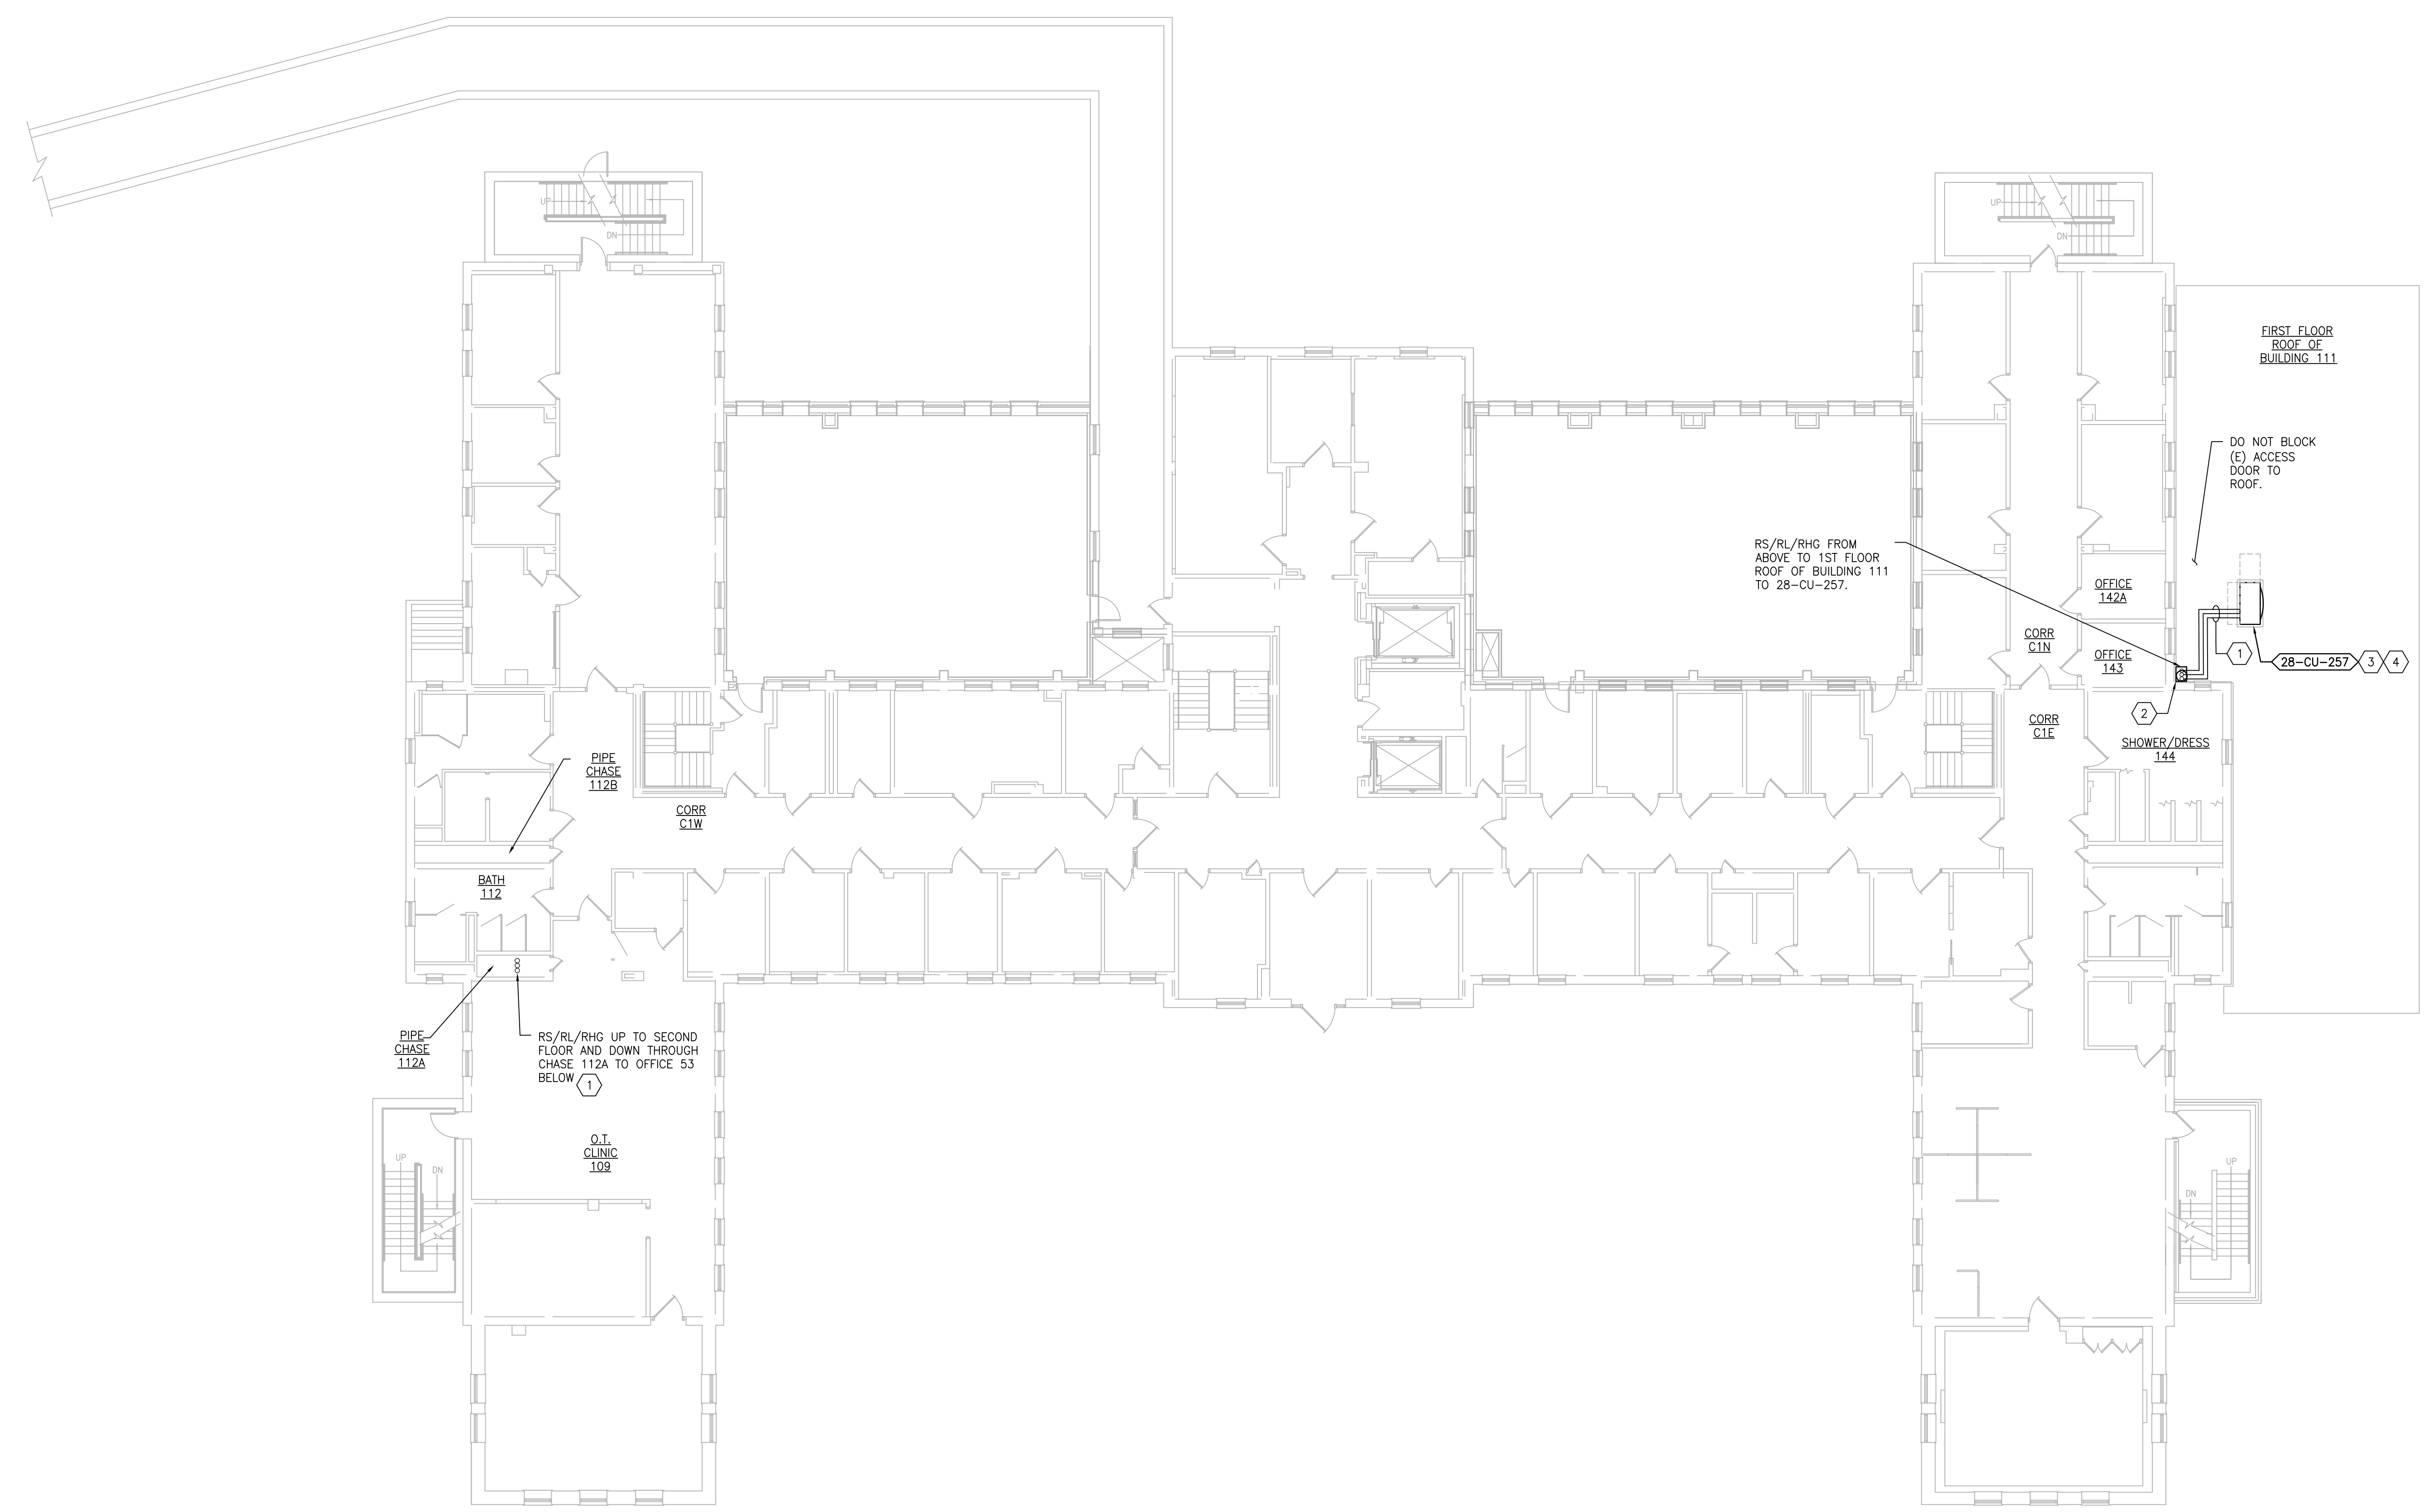 UP
DN
UP
DN
FIRST FLOOR
ROOF OF
BUILDING 111
DO NOT BLOCK
(E) ACCESS
DOOR TO
ROOF.
RS/RL/RHG FROM
ABOVE TO 1ST FLOOR
ROOF OF BUILDING 111
TO 28-CU-257.
OFFICE
142A
CORR
C1N
OFFICE
143
1
28-CU-257
3
4
2
CORR
C1E
SHOWER/DRESS
144
PIPE
CHASE
112B
CORR
C1W
BATH
112
PIPE
CHASE
112A
RS/RL/RHG UP TO SECOND
FLOOR AND DOWN THROUGH
CHASE 112A TO OFFICE 53
BELOW
1
O.T.
CLINIC
109
UP
DN
UP
DN